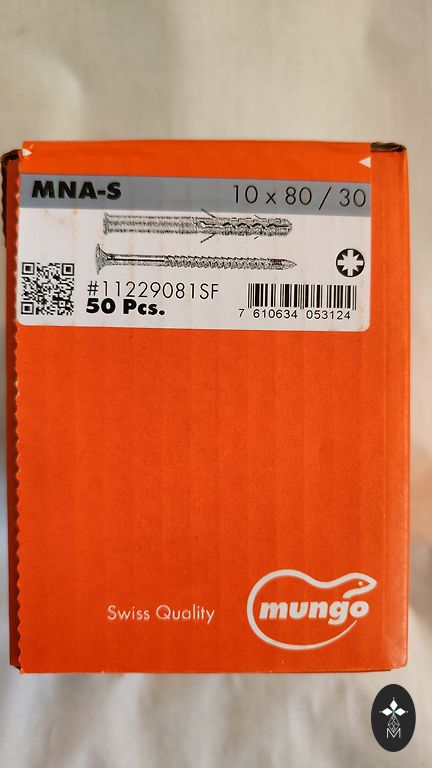 MNA-S 10 x 80 / 30
#11229081SF
50 Pcs.
7 610634 053124
Swiss Quality
mungo
M